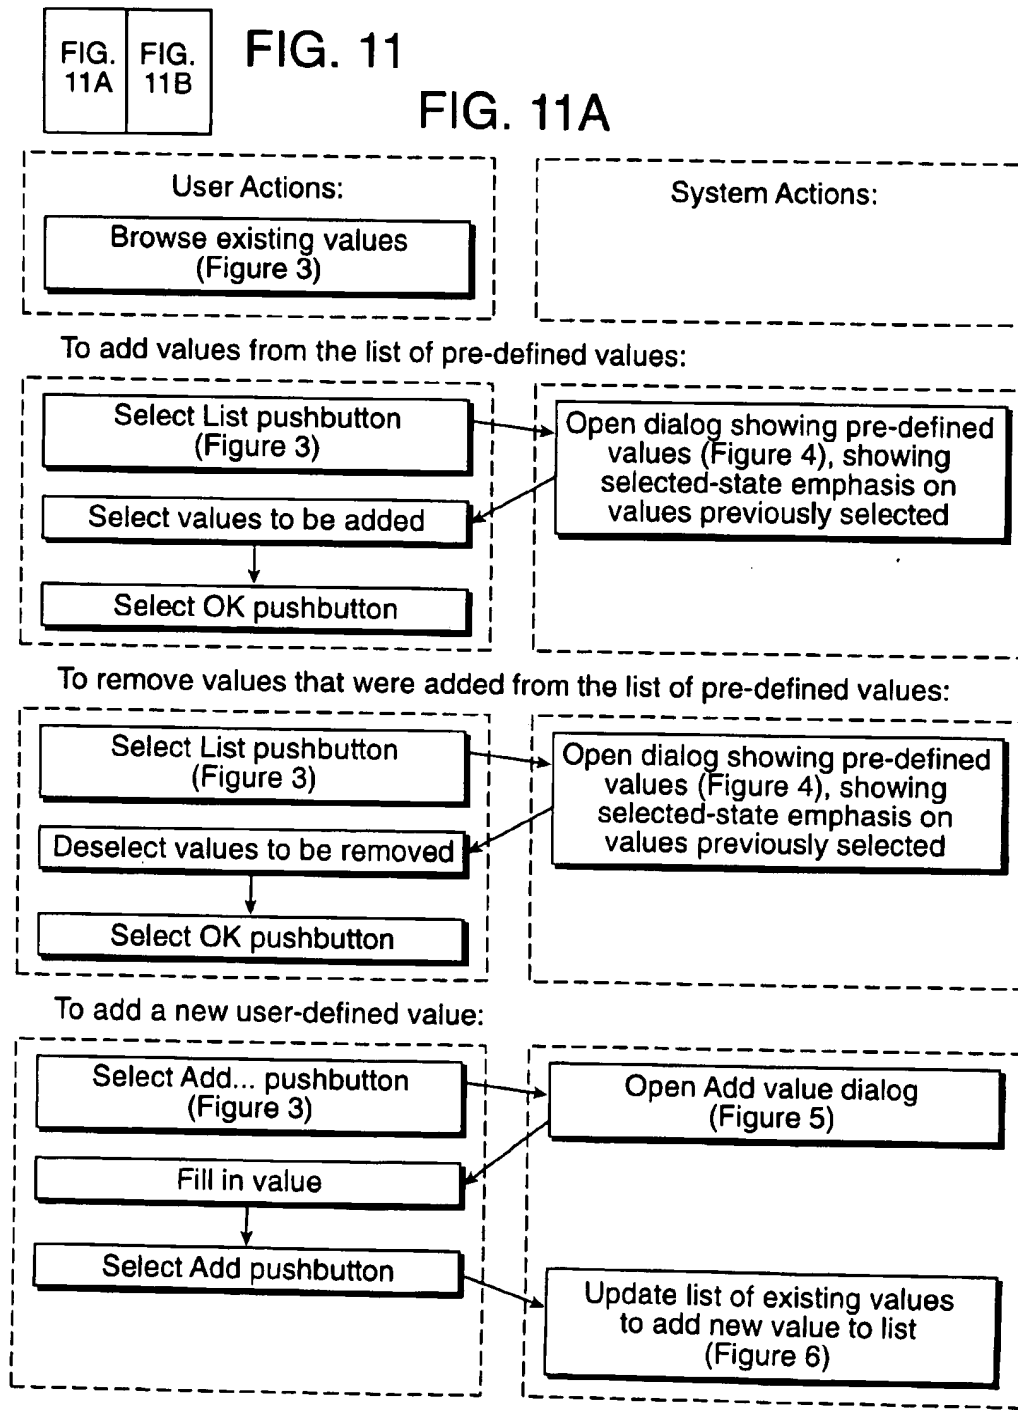 FIG. 11A
FIG. 11B
FIG. 11
FIG. 11A
User Actions:
Browse existing values
(Figure 3)
System Actions:
To add values from the list of pre-defined values:
Select List pushbutton
(Figure 3)
Open dialog showing pre-defined
values (Figure 4), showing
selected-state emphasis on
values previously selected
Select values to be added
Select OK pushbutton
To remove values that were added from the list of pre-defined values:
Select List pushbutton
(Figure 3)
Open dialog showing pre-defined
values (Figure 4), showing
selected-state emphasis on
values previously selected
Deselect values to be removed
Select OK pushbutton
To add a new user-defined value:
Select Add... pushbutton
(Figure 3)
Open Add value dialog
(Figure 5)
Fill in value
Select Add pushbutton
Update list of existing values
to add new value to list
(Figure 6)